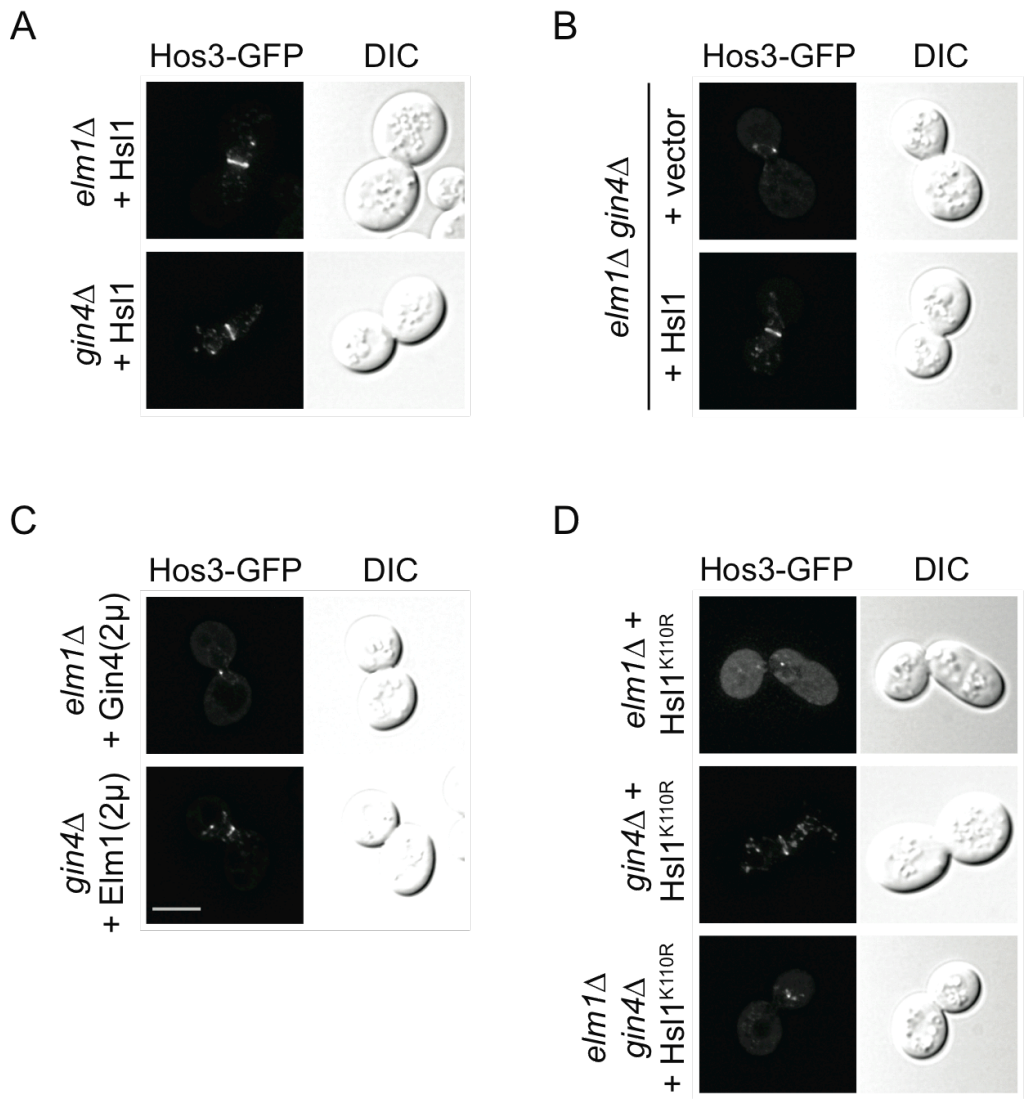 A
Hos3-GFP DIC
elm1Δ
+ Hsl1
gin4Δ
+ Hsl1
B
Hos3-GFP DIC
elm1Δ gin4Δ
+ vector
+ Hsl1
C
Hos3-GFP DIC
elm1Δ
+ Gin4(2μ)
gin4Δ
+ Elm1(2μ)
D
Hos3-GFP DIC
elm1Δ +
Hsl1K110R
gin4Δ +
Hsl1K110R
elm1Δ
gin4Δ
+ Hsl1K110R